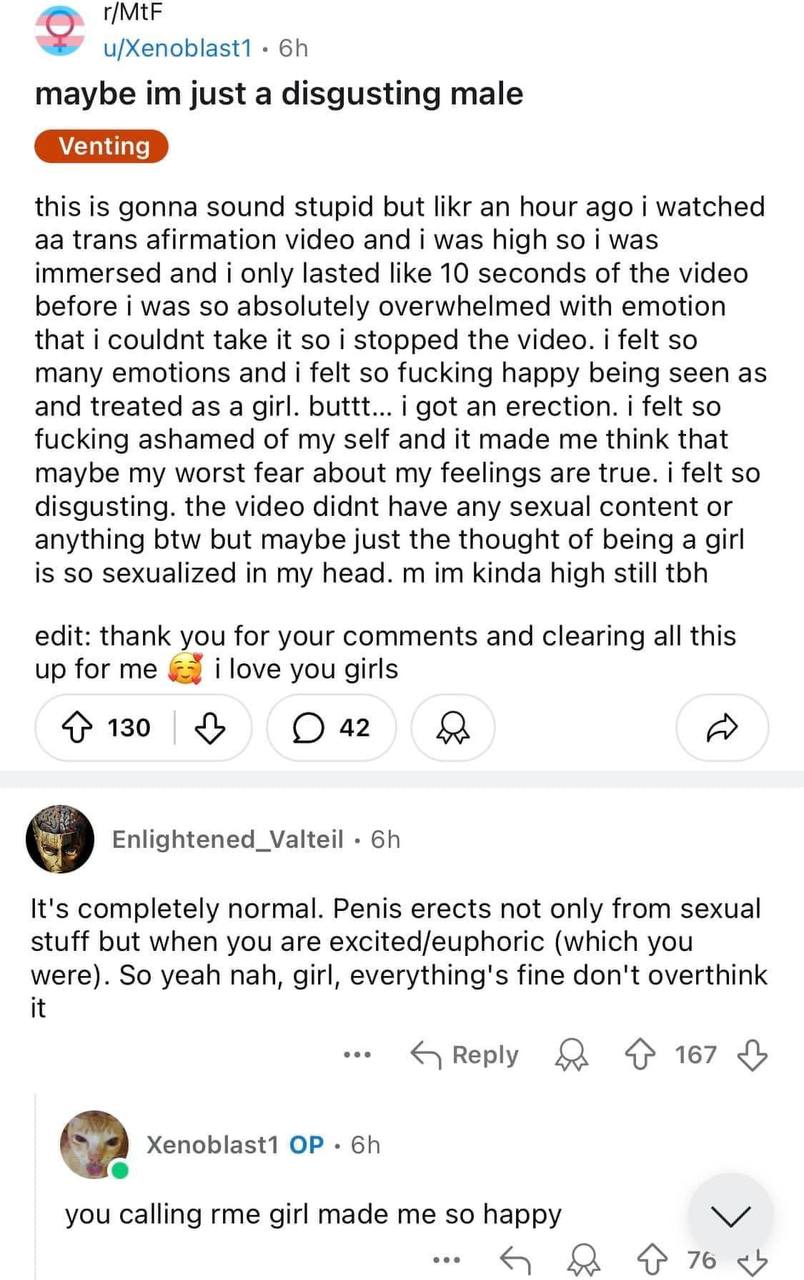 r/MtF
u/Xenoblast1 • 6h
maybe im just a disgusting male
Venting
this is gonna sound stupid but likr an hour ago i watched
aa trans afirmation video and i was high so i was
immersed and i only lasted like 10 seconds of the video
before i was so absolutely overwhelmed with emotion
that i couldnt take it so i stopped the video. i felt so
many emotions and i felt so fucking happy being seen as
and treated as a girl. buttt... i got an erection. i felt so
fucking ashamed of my self and it made me think that
maybe my worst fear about my feelings are true. i felt so
disgusting. the video didnt have any sexual content or
anything btw but maybe just the thought of being a girl
is so sexualized in my head. m im kinda high still tbh
edit: thank you for your comments and clearing all this
up for me 🥰 i love you girls
130 42
Enlightened_Valteil • 6h
It's completely normal. Penis erects not only from sexual
stuff but when you are excited/euphoric (which you
were). So yeah nah, girl, everything's fine don't overthink
it
... Reply 167
Xenoblast1 OP • 6h
you calling rme girl made me so happy
... 76